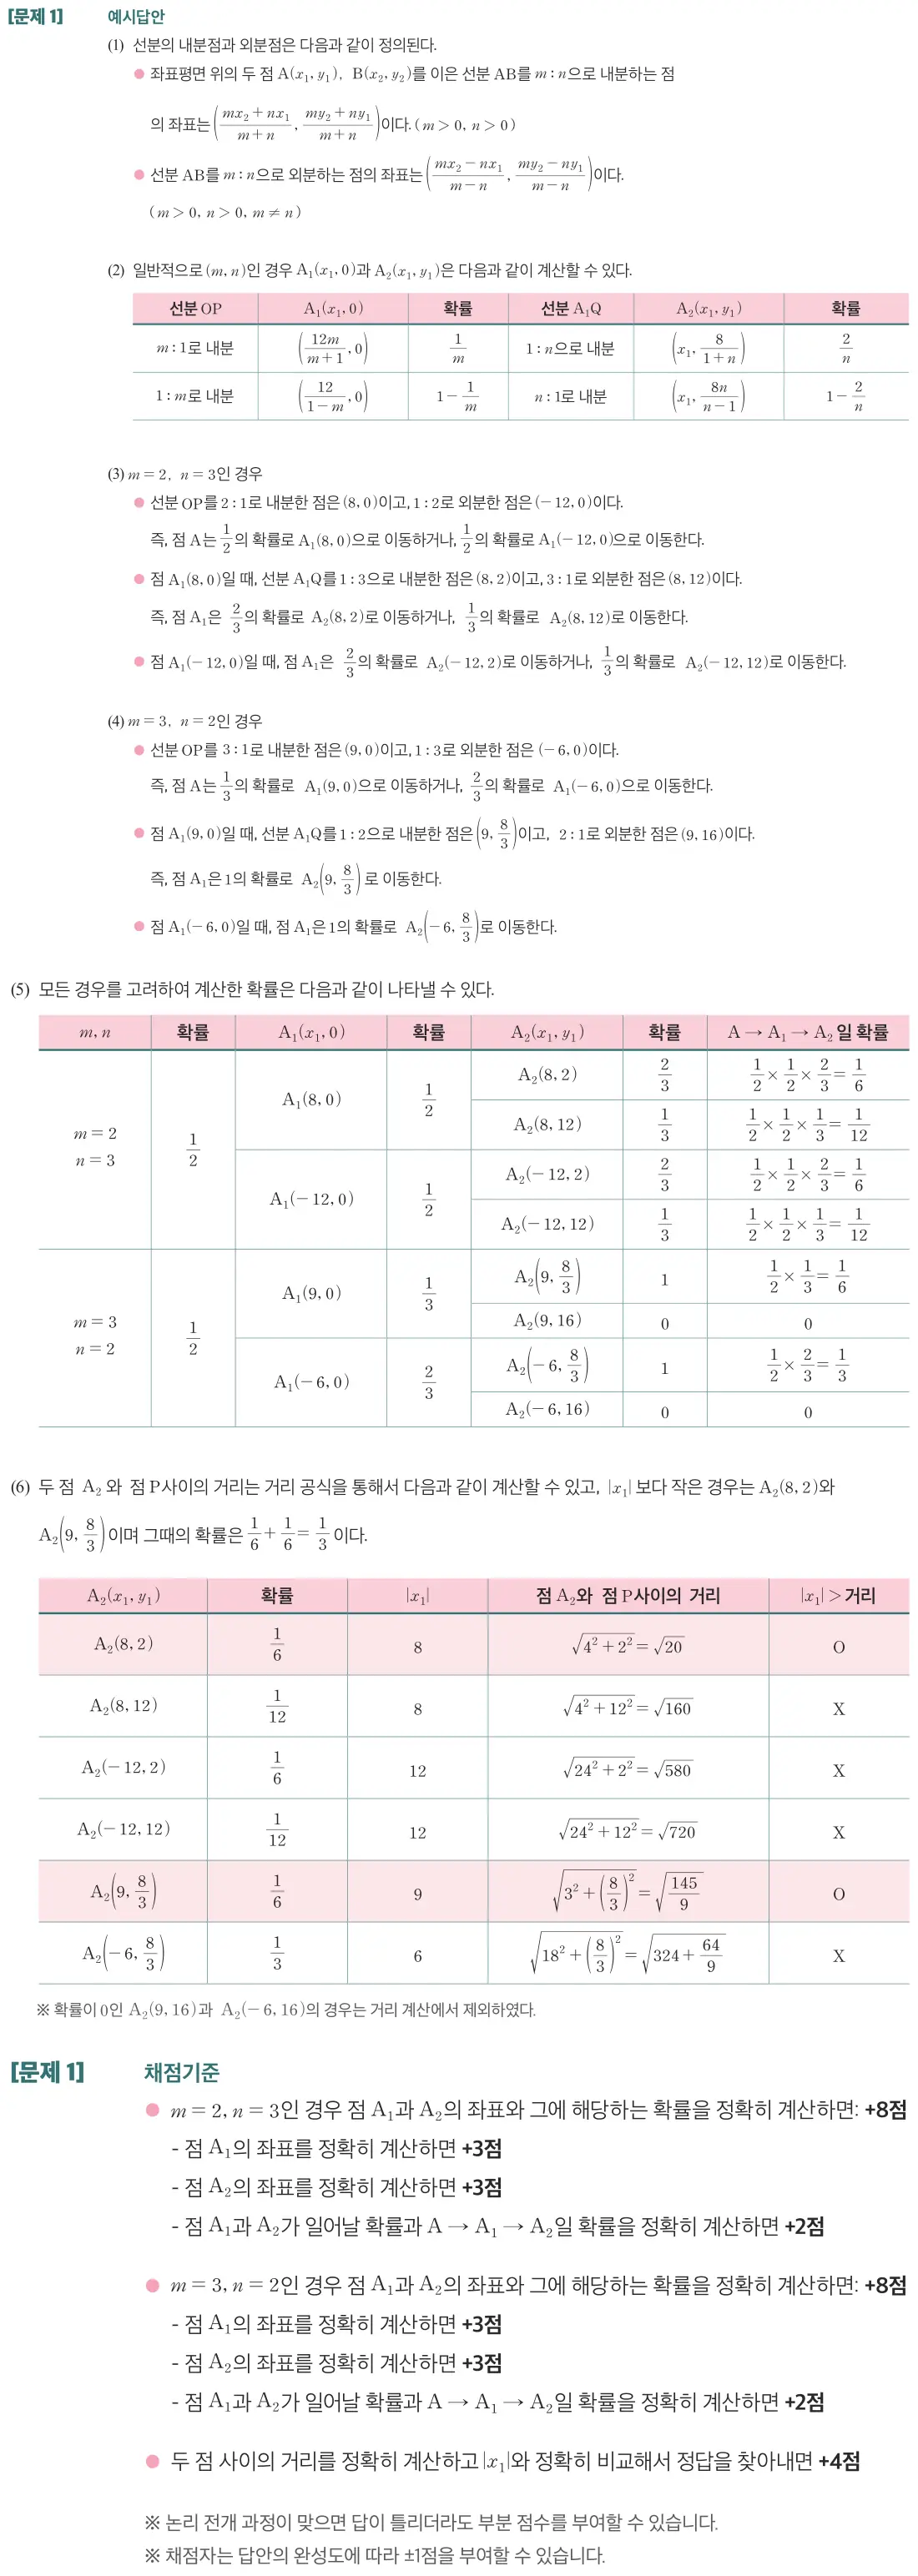 [문제 1] 예시답안
(1) 선분의 내분점과 외분점은 다음과 같이 정의된다.
● 좌표평면 위의 두 점 A(x₁, y₁), B(x₂, y₂)를 이은 선분 AB를 m : n으로 내분하는 점
의 좌표는 ((mx₂+nx₁)/(m+n), (my₂+ny₁)/(m+n))이다. (m > 0, n > 0)
● 선분 AB를 m : n으로 외분하는 점의 좌표는 ((mx₂−nx₁)/(m−n), (my₂−ny₁)/(m−n))이다.
(m > 0, n > 0, m ≠ n)
(2) 일반적으로 (m, n)인 경우 A₁(x₁, 0)과 A₂(x₁, y₁)은 다음과 같이 계산할 수 있다.
선분 OP A₁(x₁, 0) 확률 선분 A₁Q A₂(x₁, y₁) 확률
m : 1로 내분 (12m/(m+1), 0) 1/m 1 : n으로 내분 (x₁, 8/(1+n)) 2/n
1 : m로 내분 (12/(1−m), 0) 1−1/m n : 1로 내분 (x₁, 8n/(n−1)) 1−2/n
(3) m = 2, n = 3인 경우
● 선분 OP를 2 : 1로 내분한 점은 (8, 0)이고, 1 : 2로 외분한 점은 (−12, 0)이다.
즉, 점 A는 1/2의 확률로 A₁(8, 0)으로 이동하거나, 1/2의 확률로 A₁(−12, 0)으로 이동한다.
● 점 A₁(8, 0)일 때, 선분 A₁Q를 1 : 3으로 내분한 점은 (8, 2)이고, 3 : 1로 외분한 점은 (8, 12)이다.
즉, 점 A₁은 2/3의 확률로 A₂(8, 2)로 이동하거나, 1/3의 확률로 A₂(8, 12)로 이동한다.
● 점 A₁(−12, 0)일 때, 점 A₁은 2/3의 확률로 A₂(−12, 2)로 이동하거나, 1/3의 확률로 A₂(−12, 12)로 이동한다.
(4) m = 3, n = 2인 경우
● 선분 OP를 3 : 1로 내분한 점은 (9, 0)이고, 1 : 3로 외분한 점은 (−6, 0)이다.
즉, 점 A는 1/3의 확률로 A₁(9, 0)으로 이동하거나, 2/3의 확률로 A₁(−6, 0)으로 이동한다.
● 점 A₁(9, 0)일 때, 선분 A₁Q를 1 : 2으로 내분한 점은 (9, 8/3)이고, 2 : 1로 외분한 점은 (9, 16)이다.
즉, 점 A₁은 1의 확률로 A₂(9, 8/3)로 이동한다.
● 점 A₁(−6, 0)일 때, 점 A₁은 1의 확률로 A₂(−6, 8/3)로 이동한다.
(5) 모든 경우를 고려하여 계산한 확률은 다음과 같이 나타낼 수 있다.
m, n 확률 A₁(x₁, 0) 확률 A₂(x₁, y₁) 확률 A → A₁ → A₂일 확률
m = 2 n = 3 1/2 A₁(8, 0) 1/2 A₂(8, 2) 2/3 1/2 × 1/2 × 2/3 = 1/6
A₂(8, 12) 1/3 1/2 × 1/2 × 1/3 = 1/12
A₁(−12, 0) 1/2 A₂(−12, 2) 2/3 1/2 × 1/2 × 2/3 = 1/6
A₂(−12, 12) 1/3 1/2 × 1/2 × 1/3 = 1/12
m = 3 n = 2 1/2 A₁(9, 0) 1/3 A₂(9, 8/3) 1 1/2 × 1/3 = 1/6
A₂(9, 16) 0 0
A₁(−6, 0) 2/3 A₂(−6, 8/3) 1 1/2 × 2/3 = 1/3
A₂(−6, 16) 0 0
(6) 두 점 A₂와 점 P사이의 거리는 거리 공식을 통해서 다음과 같이 계산할 수 있고, |x₁| 보다 작은 경우는 A₂(8, 2)와
A₂(9, 8/3)이며 그때의 확률은 1/6 + 1/6 = 1/3 이다.
A₂(x₁, y₁) 확률 |x₁| 점 A₂와 점 P사이의 거리 |x₁| > 거리
A₂(8, 2) 1/6 8 √(4²+2²) = √20 O
A₂(8, 12) 1/12 8 √(4²+12²) = √160 X
A₂(−12, 2) 1/6 12 √(24²+2²) = √580 X
A₂(−12, 12) 1/12 12 √(24²+12²) = √720 X
A₂(9, 8/3) 1/6 9 √(3²+(8/3)²) = √(145/9) O
A₂(−6, 8/3) 1/3 6 √(18²+(8/3)²) = √(324+64/9) X
※ 확률이 0인 A₂(9, 16)과 A₂(−6, 16)의 경우는 거리 계산에서 제외하였다.
[문제 1] 채점기준
● m = 2, n = 3인 경우 점 A₁과 A₂의 좌표와 그에 해당하는 확률을 정확히 계산하면: +8점
- 점 A₁의 좌표를 정확히 계산하면 +3점
- 점 A₂의 좌표를 정확히 계산하면 +3점
- 점 A₁과 A₂가 일어날 확률과 A → A₁ → A₂일 확률을 정확히 계산하면 +2점
● m = 3, n = 2인 경우 점 A₁과 A₂의 좌표와 그에 해당하는 확률을 정확히 계산하면: +8점
- 점 A₁의 좌표를 정확히 계산하면 +3점
- 점 A₂의 좌표를 정확히 계산하면 +3점
- 점 A₁과 A₂가 일어날 확률과 A → A₁ → A₂일 확률을 정확히 계산하면 +2점
● 두 점 사이의 거리를 정확히 계산하고 |x₁|와 정확히 비교해서 정답을 찾아내면 +4점
※ 논리 전개 과정이 맞으면 답이 틀리더라도 부분 점수를 부여할 수 있습니다.
※ 채점자는 답안의 완성도에 따라 ±1점을 부여할 수 있습니다.